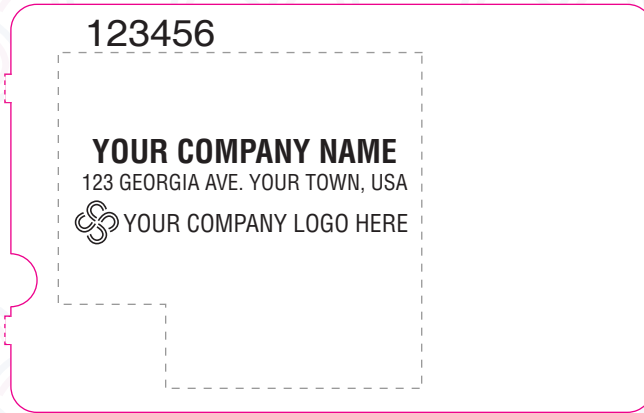 123456
YOUR COMPANY NAME
123 GEORGIA AVE. YOUR TOWN, USA
YOUR COMPANY LOGO HERE